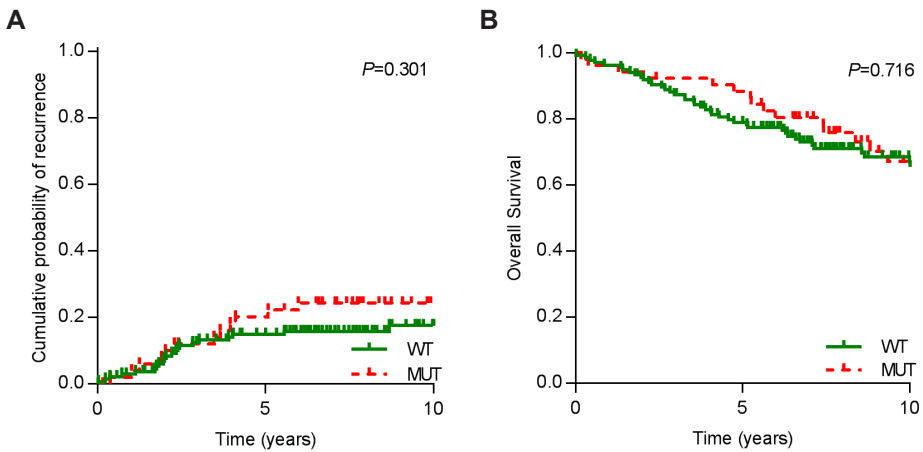 A
P=0.301
Cumulative probability of recurrence
1.0
0.8
0.6
0.4
0.2
0.0
0
5
10
Time (years)
WT
MUT
B
P=0.716
Overall Survival
1.0
0.8
0.6
0.4
0.2
0.0
0
5
10
Time (years)
WT
MUT